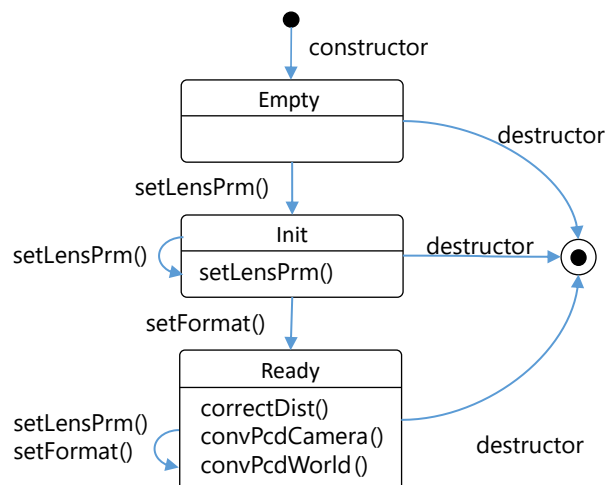 constructor
Empty
destructor
setLensPrm()
Init
setLensPrm()
setLensPrm()
destructor
setFormat()
Ready
correctDist()
setLensPrm()
convPcdCamera()
setFormat()
convPcdWorld()
destructor